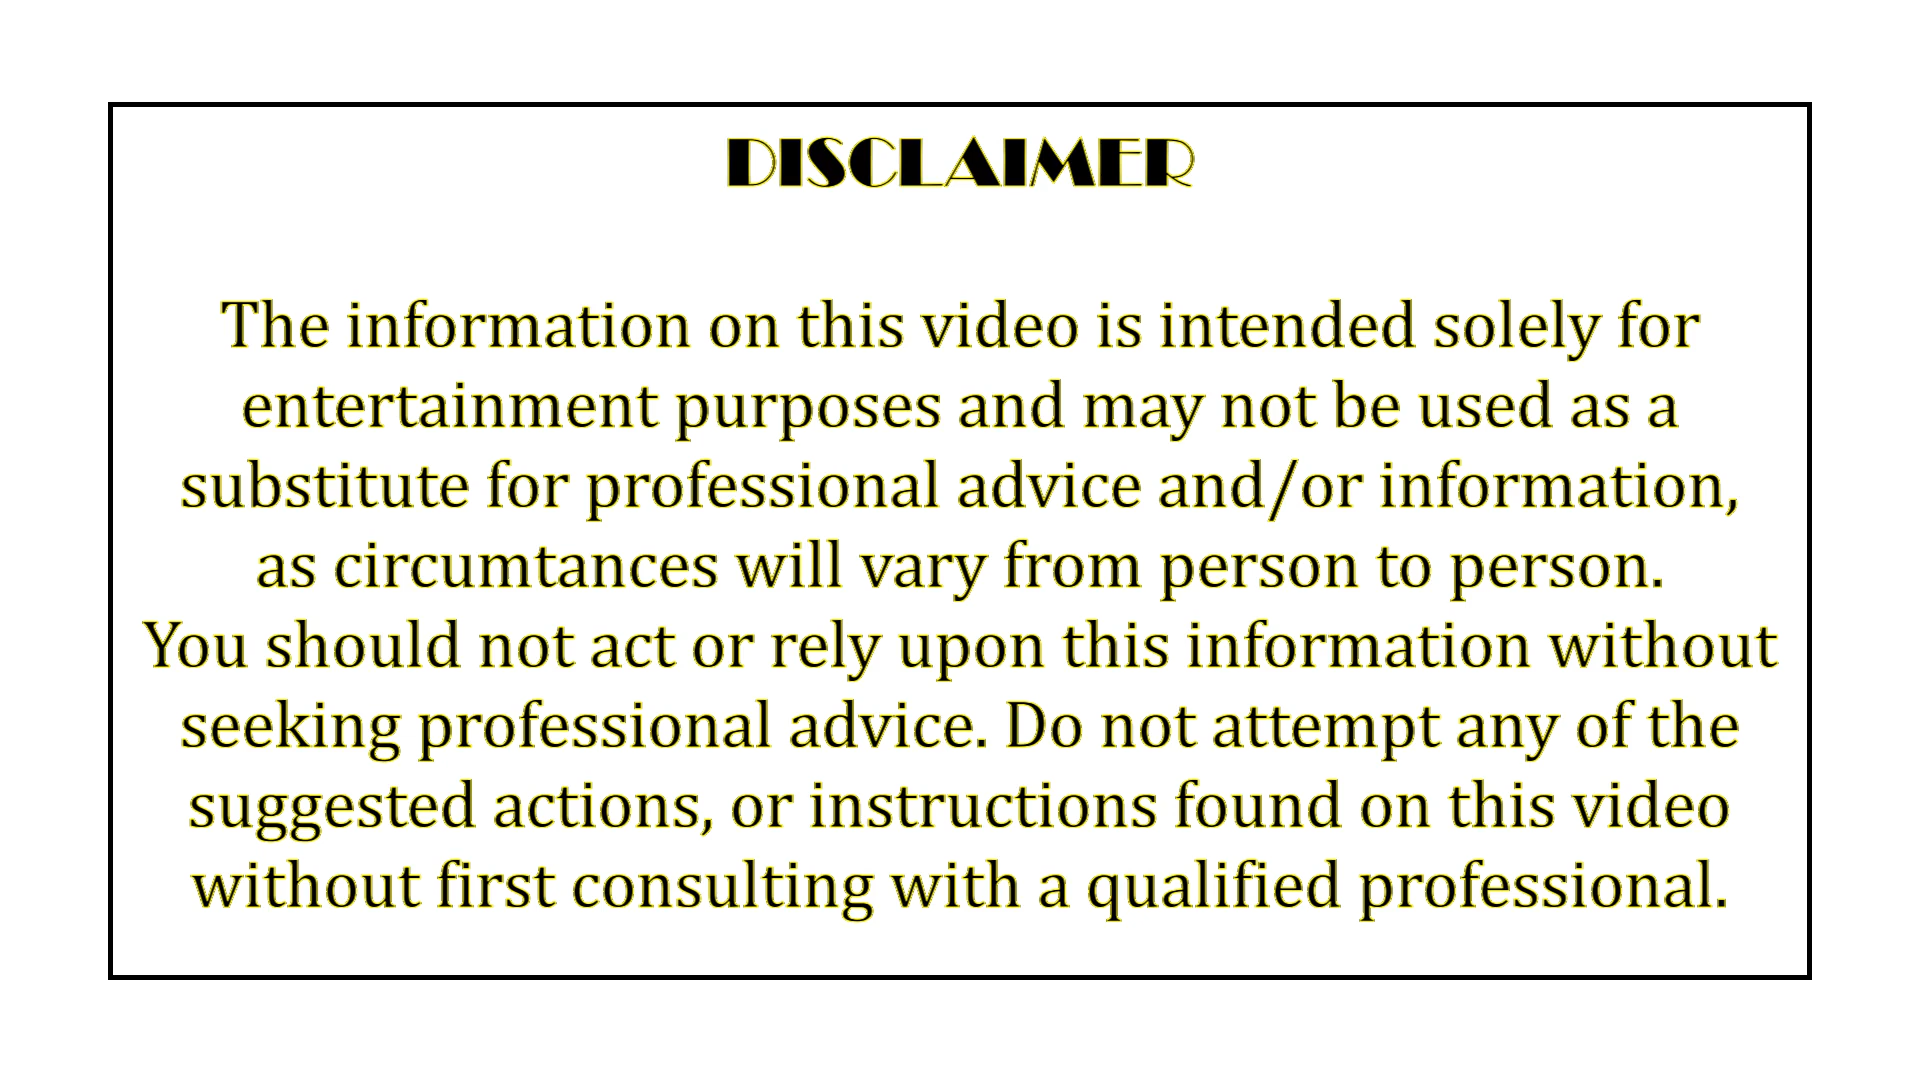 DISCLAIMER
The information on this video is intended solely for
entertainment purposes and may not be used as a
substitute for professional advice and/or information,
as circumtances will vary from person to person.
You should not act or rely upon this information without
seeking professional advice. Do not attempt any of the
suggested actions, or instructions found on this video
without first consulting with a qualified professional.